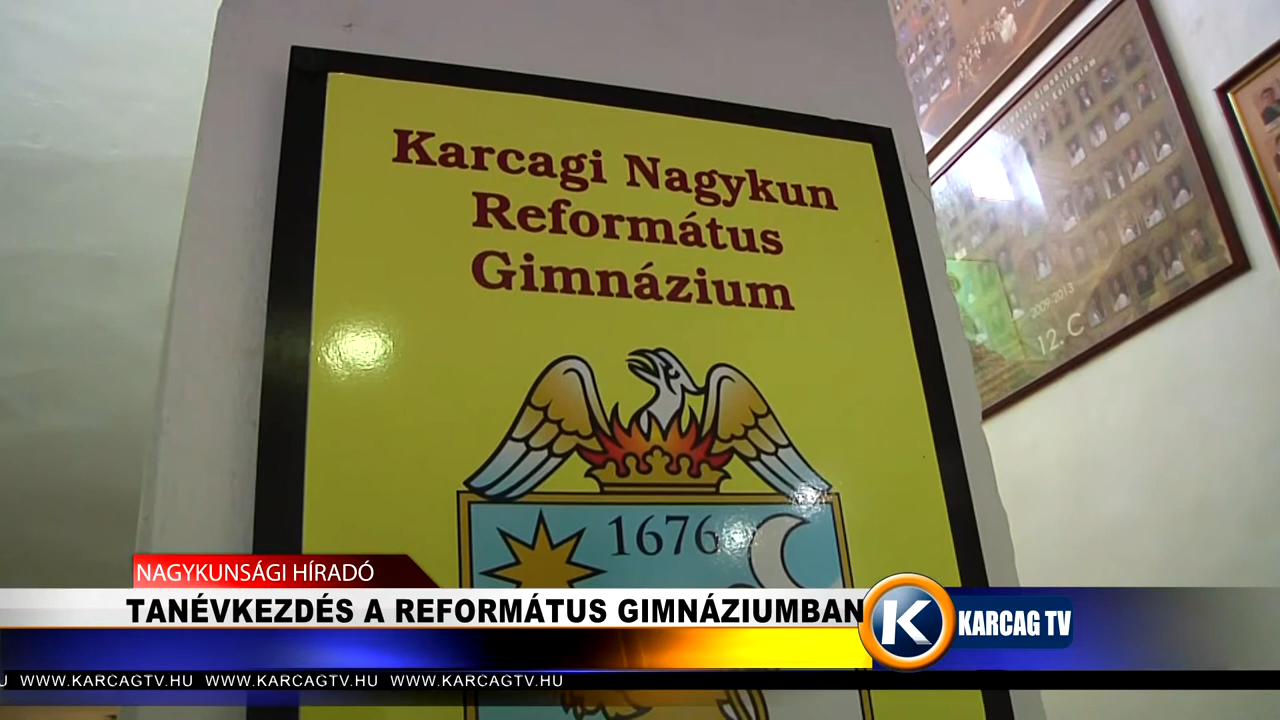 Karcagi Nagykun
Református
Gimnázium
1676
2009-2013
12. C
NAGYKUNSÁGI HÍRADÓ
TANÉVKEZDÉS A REFORMÁTUS GIMNÁZIUMBAN
K
KARCAG TV
U WWW.KARCAGTV.HU WWW.KARCAGTV.HU WWW.KARCAGTV.HU